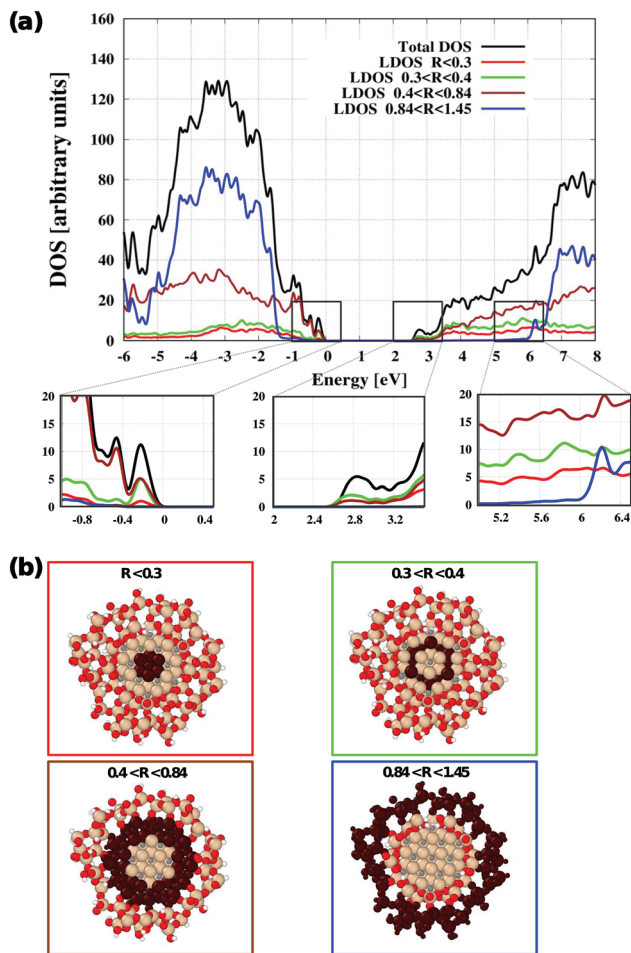 (a)
160
140
120
100
80
60
40
20
0
DOS [arbitrary units]
Total DOS
LDOS R<0.3
LDOS 0.3<R<0.4
LDOS 0.4<R<0.84
LDOS 0.84<R<1.45
-6 -5 -4 -3 -2 -1 0 1 2 3 4 5 6 7 8
Energy [eV]
20
15
10
5
0
-0.8 -0.4 0 0.4
20
15
10
5
0
2 2.4 2.8 3.2
20
15
10
5
0
5.2 5.6 6 6.4
(b)
R<0.3
0.3<R<0.4
0.4<R<0.84
0.84<R<1.45